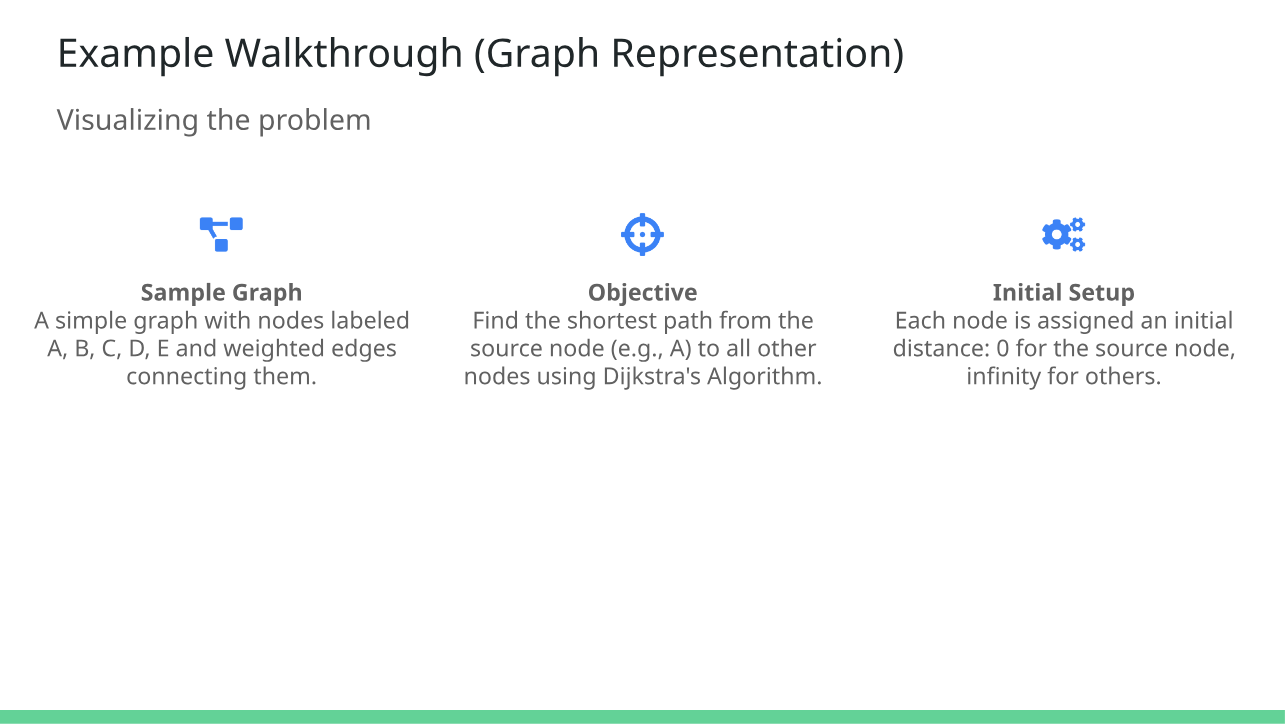 Example Walkthrough (Graph Representation)
Visualizing the problem
Sample Graph
A simple graph with nodes labeled
A, B, C, D, E and weighted edges
connecting them.
Objective
Find the shortest path from the
source node (e.g., A) to all other
nodes using Dijkstra's Algorithm.
Initial Setup
Each node is assigned an initial
distance: 0 for the source node,
infinity for others.